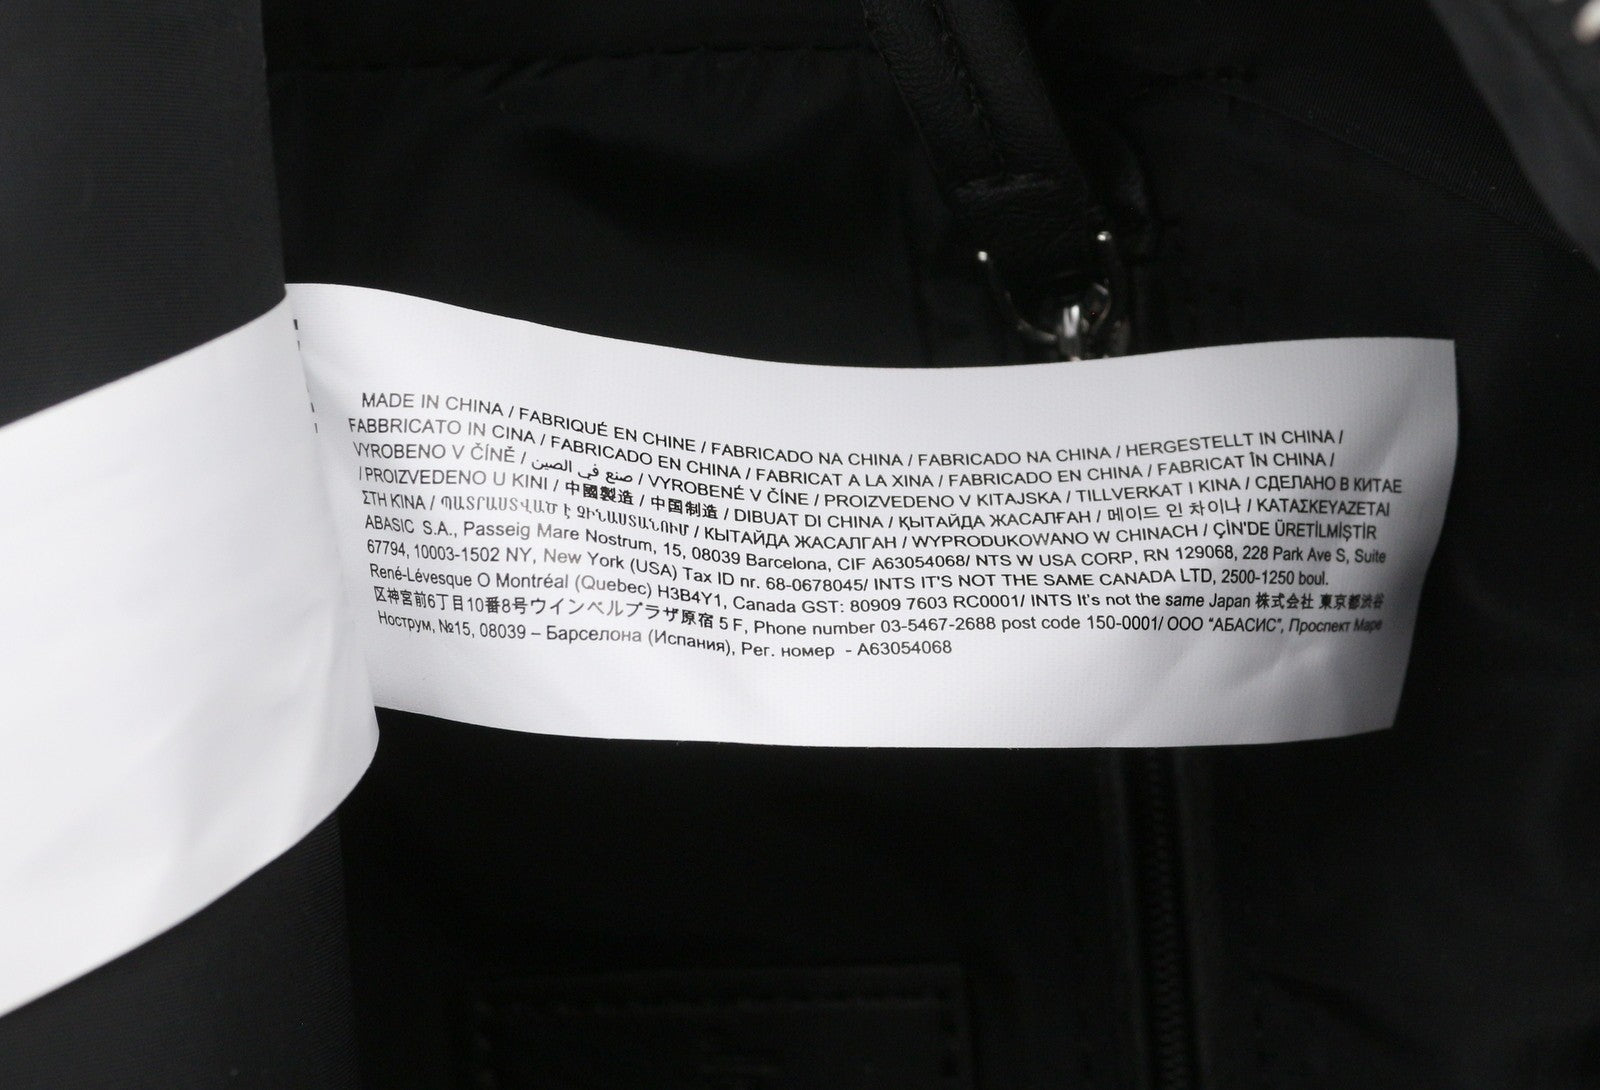 MADE IN CHINA / FABRIQUÉ EN CHINE / FABRICADO NA CHINA / FABRICADO NA CHINA / HERGESTELLT IN CHINA /
FABBRICATO IN CINA / FABRICADO EN CHINA / FABRICAT A LA XINA / FABRICADO EN CHINA / FABRICAT ÎN CHINA /
VYROBENO V ČÍNĚ / صنع في الصين / VYROBENÉ V ČÍNE / PROIZVEDENO V KITAJSKA / TILLVERKAT I KINA / СДЕЛАНО В КИТАЕ
/ PROIZVEDENO U KINI / 中國製造 / 中国制造 / DIBUAT DI CHINA / ҚЫТАЙДА ЖАСАЛҒАН / 메이드 인 차이나 / ΚΑΤΑΣΚΕΥΑΖΕΤΑΙ
ΣΤΗ ΚΙΝΑ / ՊԱՏՐԱՍՏՎԱԾ Է ՉԻՆԱՍՏԱՆՈՒՄ / КЫТАЙДА ЖАСАЛГАН / WYPRODUKOWANO W CHINACH / ÇİN'DE ÜRETİLMİŞTİR
ABASIC S.A., Passeig Mare Nostrum, 15, 08039 Barcelona, CIF A63054068/ NTS W USA CORP, RN 129068, 228 Park Ave S, Suite
67794, 10003-1502 NY, New York (USA) Tax ID nr. 68-0678045/ INTS IT'S NOT THE SAME CANADA LTD, 2500-1250 boul.
René-Lévesque O Montréal (Quebec) H3B4Y1, Canada GST: 80909 7603 RC0001/ INTS It's not the same Japan 株式会社 東京都渋谷
区神宮前6丁目10番8号ウインベルプラザ原宿 5 F, Phone number 03-5467-2688 post code 150-0001/ ООО “АБАСИС”, Проспект Маре
Нострум, №15, 08039 – Барселона (Испания), Рег. номер - A63054068